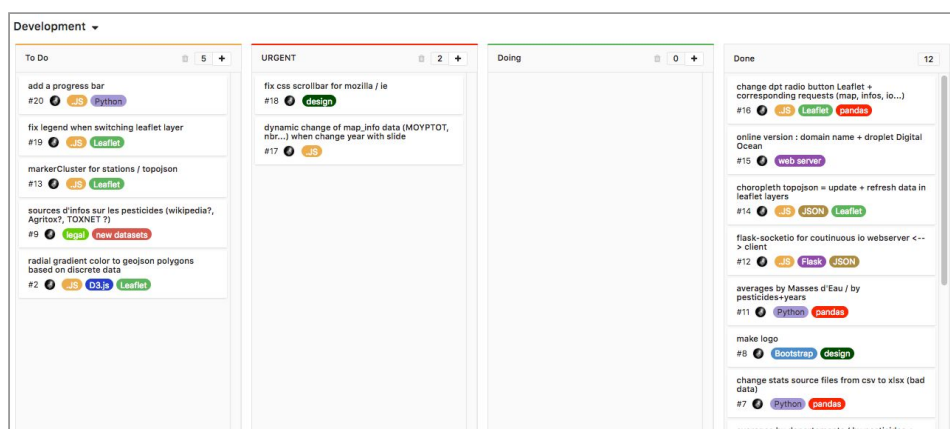 Development
To Do
5 +
add a progress bar
#20 .JS Python
fix legend when switching leaflet layer
#19 .JS Leaflet
markerCluster for stations / topojson
#13 .JS Leaflet
sources d'infos sur les pesticides (wikipedia?,
Agritox?, TOXNET ?)
#9 legal new datasets
radial gradient color to geojson polygons
based on discrete data
#2 .JS D3.js Leaflet
URGENT
2 +
fix css scrollbar for mozilla / ie
#18 design
dynamic change of map_info data (MOYPTOT,
nbr...) when change year with slide
#17 .JS
Doing
0 +
Done
12
change dpt radio button Leaflet +
corresponding requests (map, infos, io...)
#16 .JS Leaflet pandas
online version : domain name + droplet Digital
Ocean
#15 web server
choropleth topojson = update + refresh data in
leaflet layers
#14 .JS JSON Leaflet
flask-socketio for coutinuous io webserver <--
> client
#12 .JS Flask JSON
averages by Masses d'Eau / by
pesticides+years
#11 Python pandas
make logo
#8 Bootstrap design
change stats source files from csv to xlsx (bad
data)
#7 Python pandas